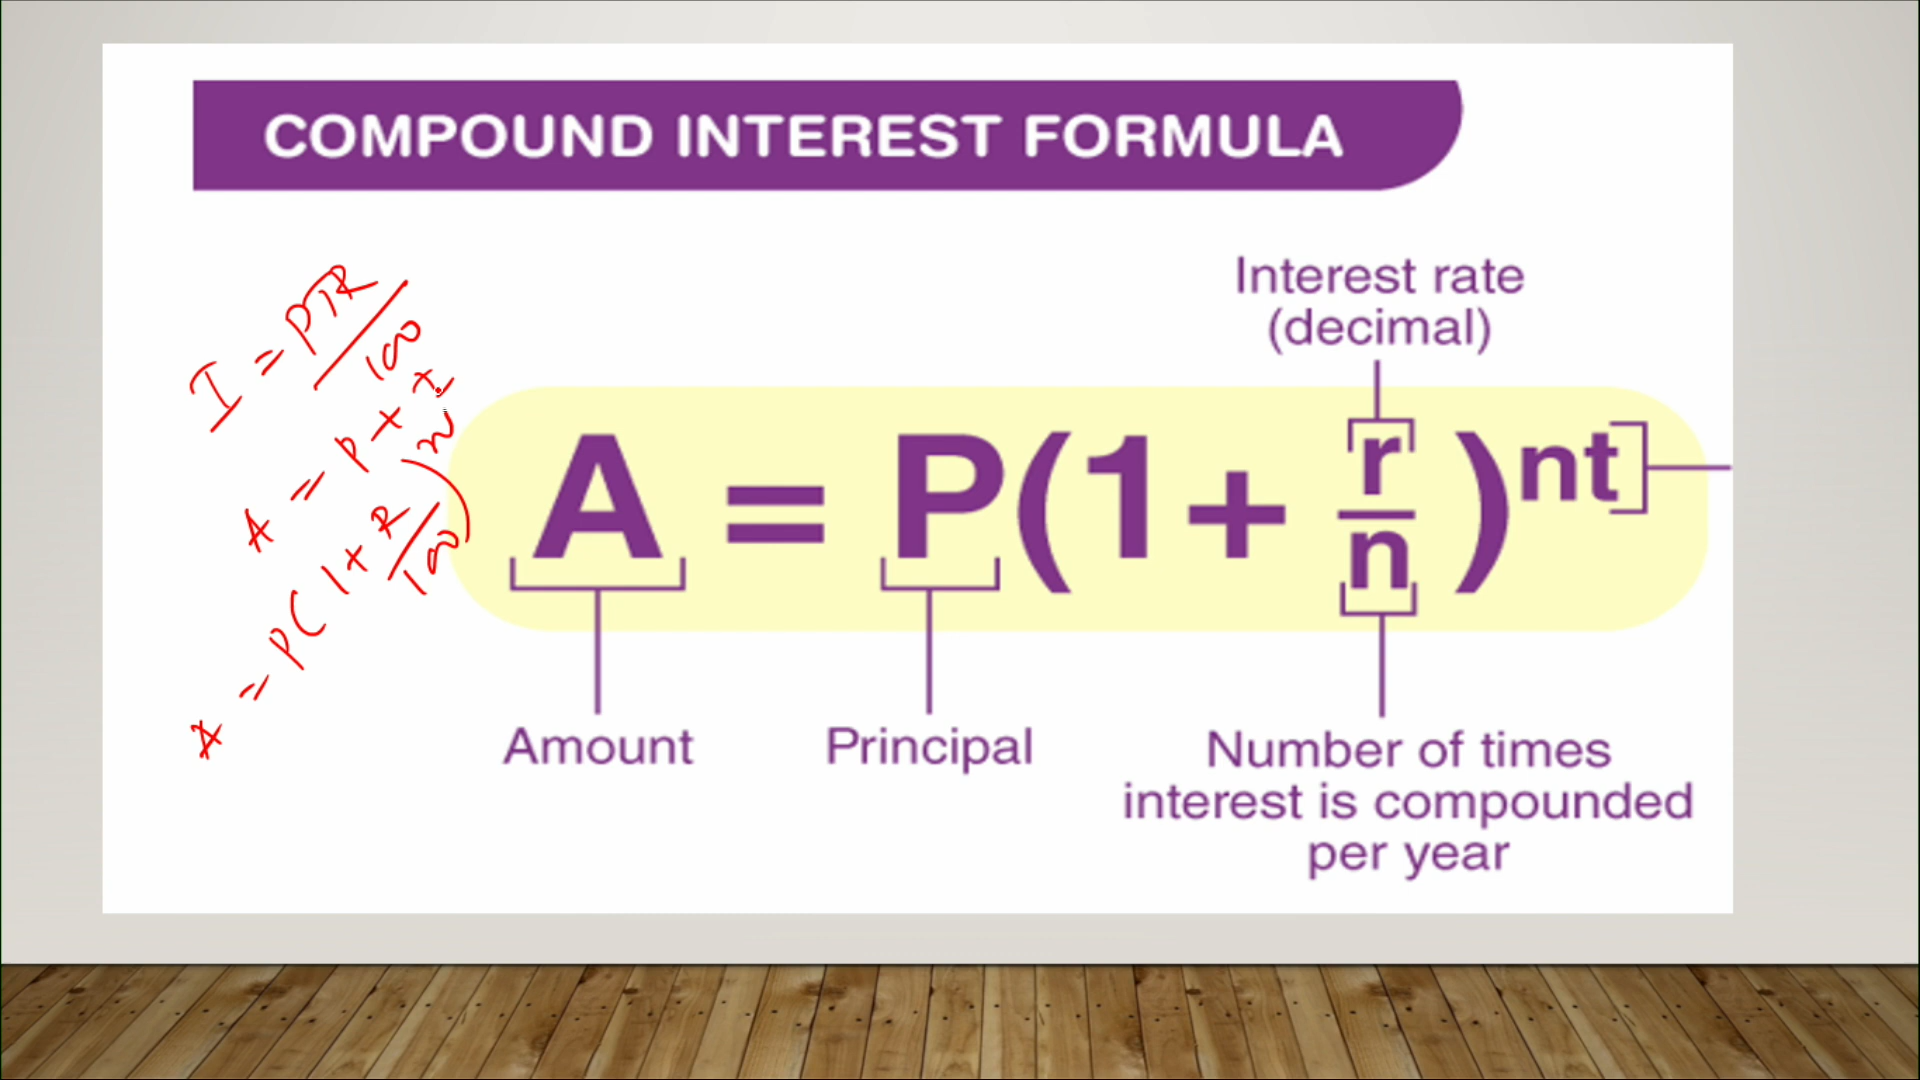 COMPOUND INTEREST FORMULA
I = PTR/100
A = P + I
A = P(1 + R/100)^n
Interest rate
(decimal)
A = P(1 + r/n)^nt
Amount
Principal
Number of times
interest is compounded
per year